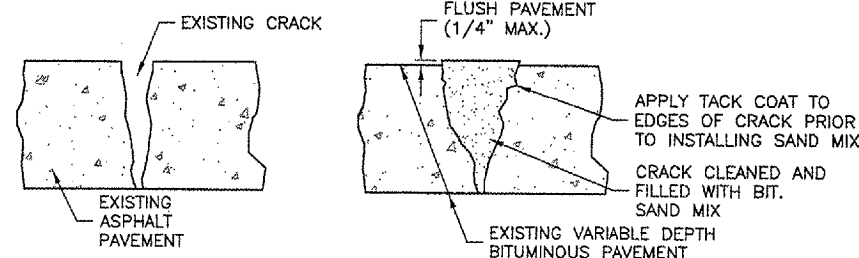 EXISTING CRACK
EXISTING
ASPHALT
PAVEMENT
FLUSH PAVEMENT
(1/4" MAX.)
APPLY TACK COAT TO
EDGES OF CRACK PRIOR
TO INSTALLING SAND MIX
CRACK CLEANED AND
FILLED WITH BIT.
SAND MIX
EXISTING VARIABLE DEPTH
BITUMINOUS PAVEMENT